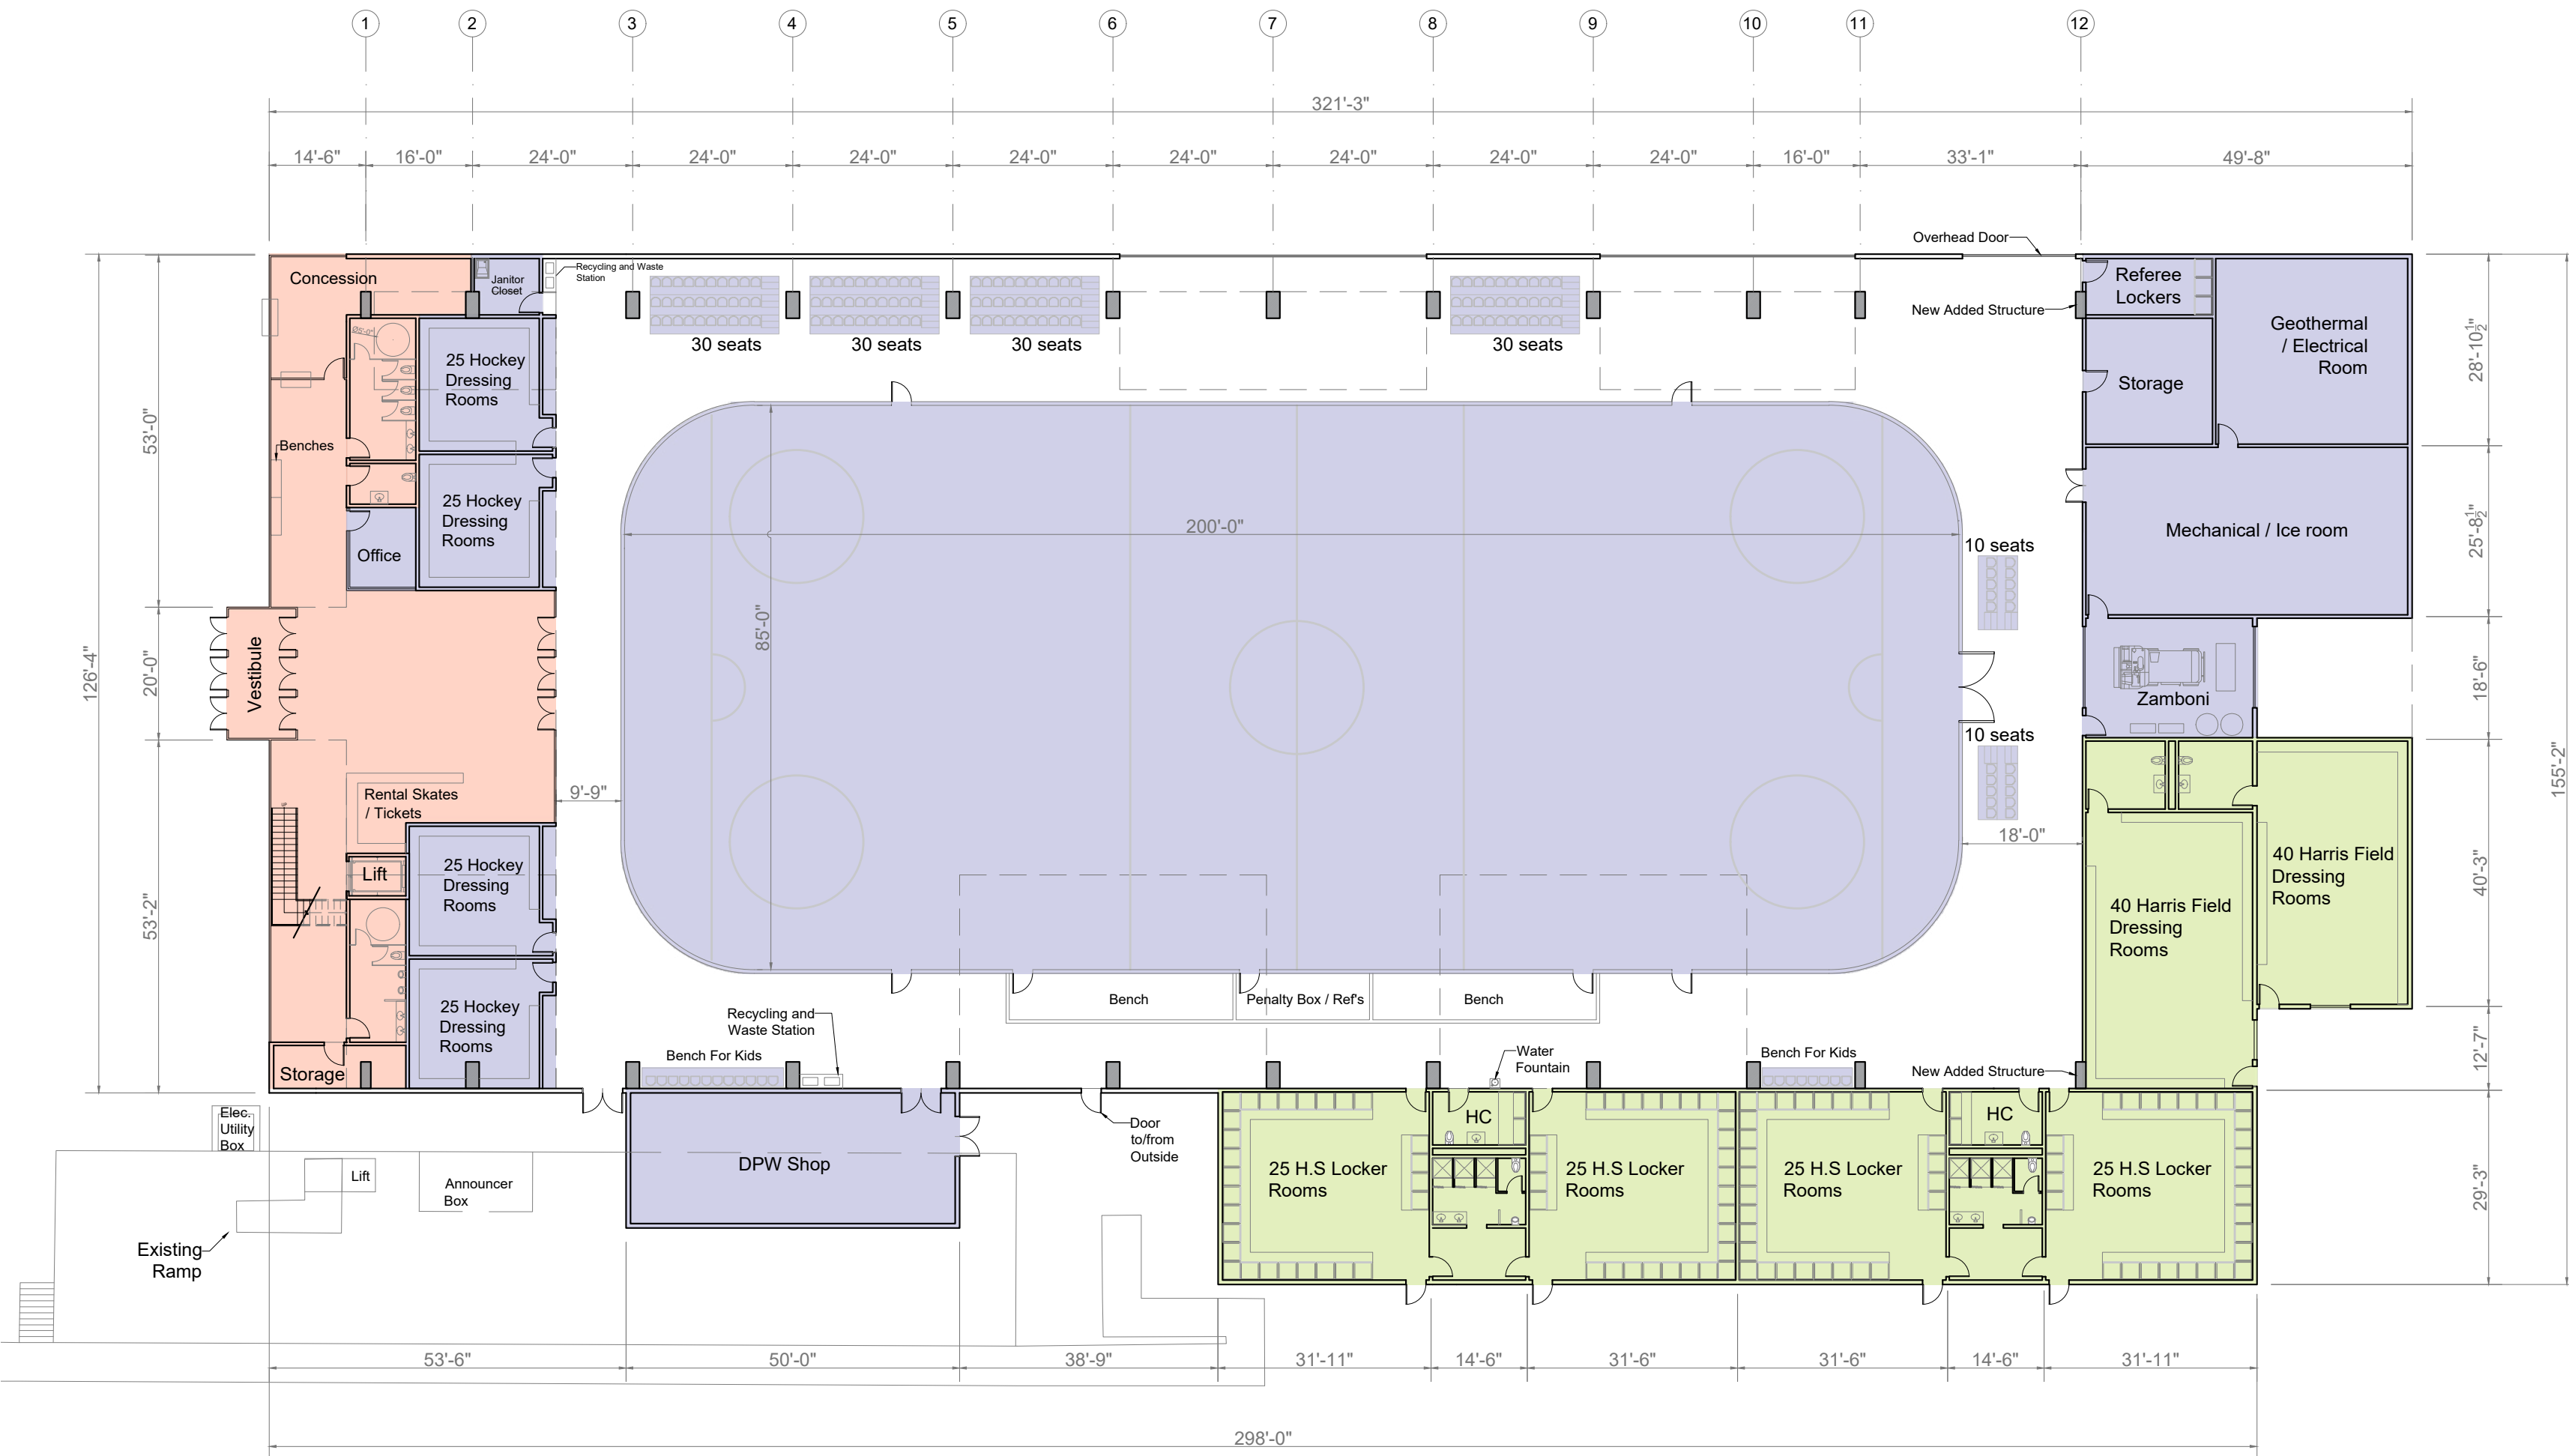 1
2
3
4
5
6
7
8
9
10
11
12
321'-3"
14'-6"
16'-0"
24'-0"
24'-0"
24'-0"
24'-0"
24'-0"
24'-0"
24'-0"
24'-0"
16'-0"
33'-1"
49'-8"
Overhead Door
Concession
Janitor
Closet
Recycling and Waste
Station
Referee
Lockers
New Added Structure
30 seats
30 seats
30 seats
30 seats
Geothermal
/ Electrical
Room
28'-10½"
Ø5'-0"
25 Hockey
Dressing
Rooms
Storage
53'-0"
Benches
25 Hockey
Dressing
Rooms
Office
200'-0"
10 seats
Mechanical / Ice room
25'-8½"
126'-4"
20'-0"
Vestibule
85'-0"
Zamboni
18'-6"
10 seats
155'-2"
Rental Skates
/ Tickets
9'-9"
18'-0"
Lift
25 Hockey
Dressing
Rooms
40 Harris Field
Dressing
Rooms
40 Harris Field
Dressing
Rooms
40'-3"
53'-2"
25 Hockey
Dressing
Rooms
Bench
Penalty Box / Ref's
Bench
Recycling and
Waste Station
12'-7"
Storage
Bench For Kids
Water
Fountain
Bench For Kids
New Added Structure
Elec.
Utility
Box
HC
HC
Door
to/from
Outside
DPW Shop
Lift
Announcer
Box
25 H.S Locker
Rooms
25 H.S Locker
Rooms
25 H.S Locker
Rooms
25 H.S Locker
Rooms
29'-3"
Existing
Ramp
53'-6"
50'-0"
38'-9"
31'-11"
14'-6"
31'-6"
31'-6"
14'-6"
31'-11"
298'-0"